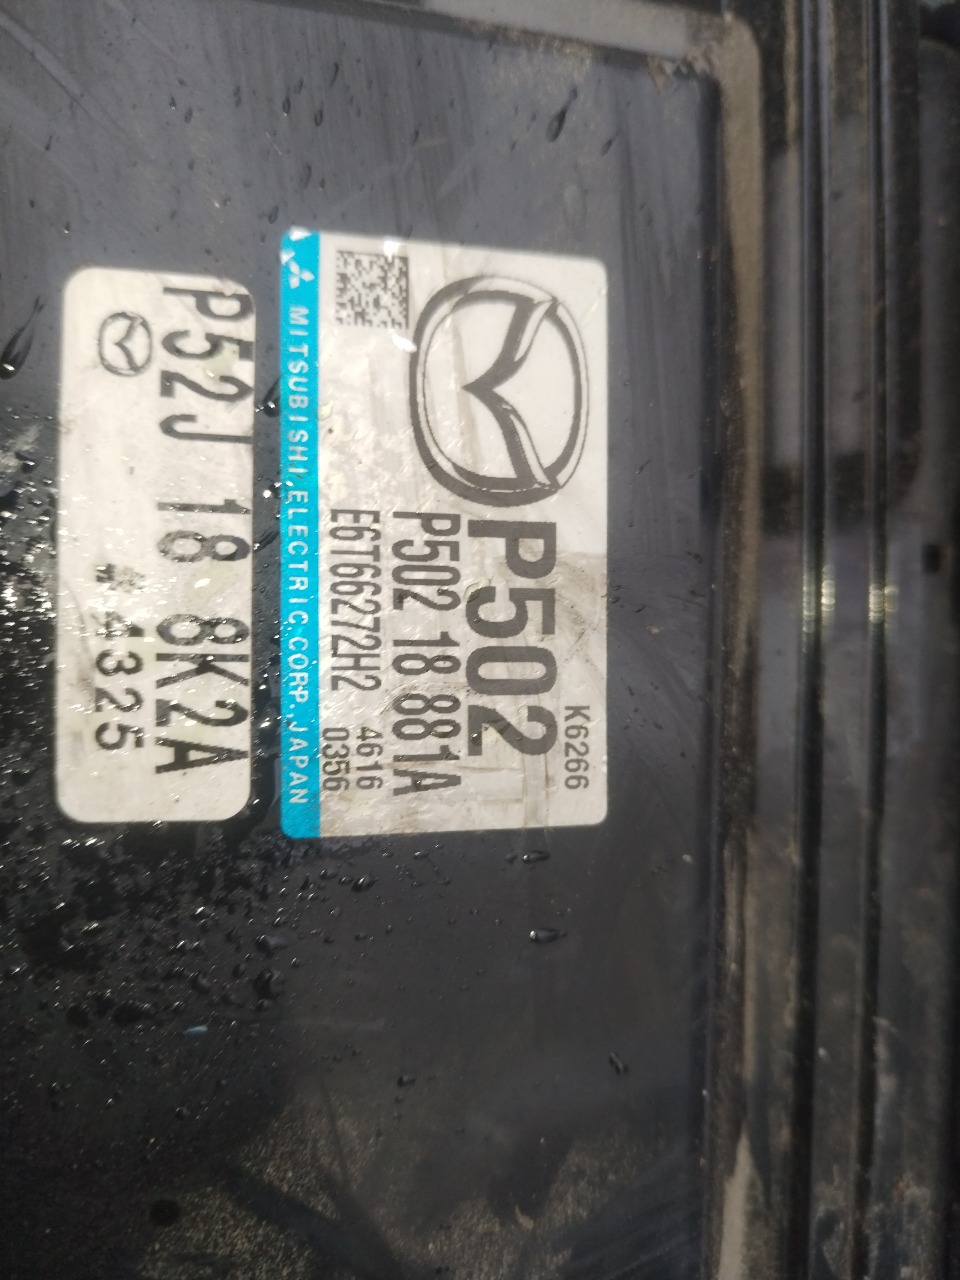 K6266
P502
P502 18 881A
E6T66272H2
4616
0356
MITSUBISHI ELECTRIC CORP. JAPAN
P52J 18 8K2A
#4325